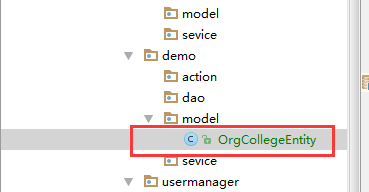 model
sevice
demo
action
dao
model
OrgCollegeEntity
sevice
usermanager